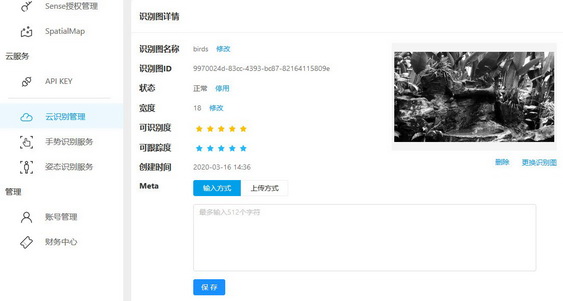 Sense授权管理
SpatialMap
云服务
API KEY
云识别管理
手势识别服务
姿态识别服务
管理
账号管理
财务中心
识别图详情
识别图名称 birds 修改
识别图ID 9970024d-83cc-4393-bc87-82164115809e
状态 正常 停用
宽度 18 修改
可识别度
可跟踪度
创建时间 2020-03-16 14:36
删除 更换识别图
Meta 输入方式 上传方式
最多输入512个字符
保 存